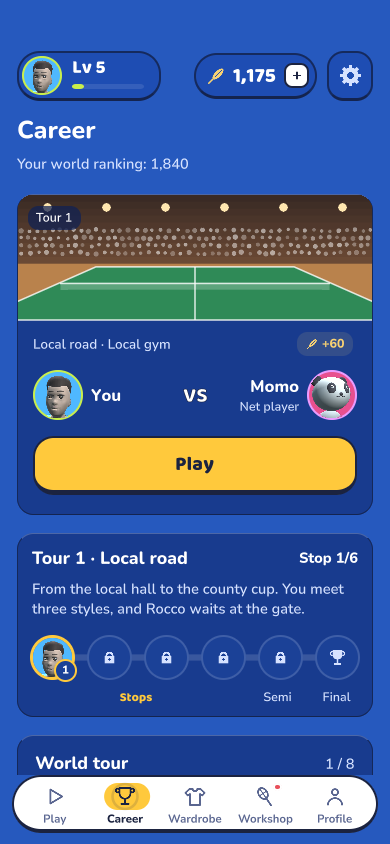 Lv 5
1,175
+
Career
Your world ranking: 1,840
Tour 1
Local road · Local gym
+60
You
VS
Momo
Net player
Play
Tour 1 · Local road
Stop 1/6
From the local hall to the county cup. You meet
three styles, and Rocco waits at the gate.
1
Stops
Semi
Final
World tour
1 / 8
Play
Career
Wardrobe
Workshop
Profile